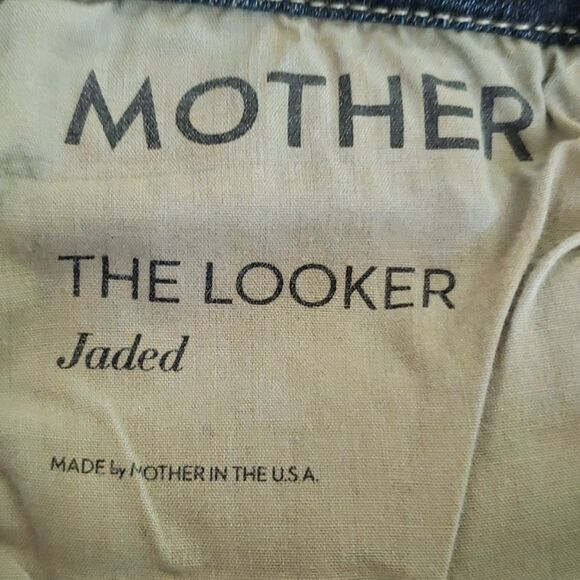 MOTHER
THE LOOKER
Jaded
MADE by MOTHER IN THE U.S.A.